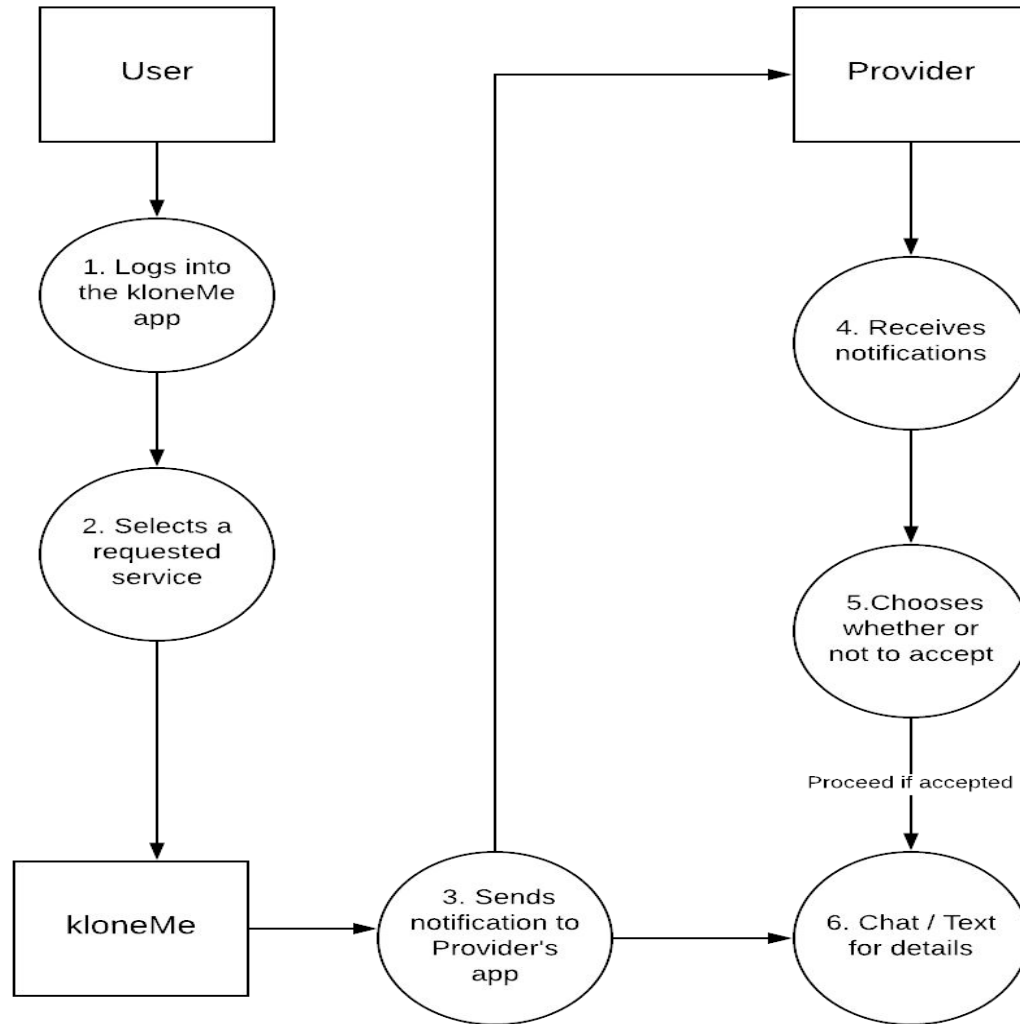 User
1. Logs into
the kloneMe
app
2. Selects a
requested
service
kloneMe
3. Sends
notification to
Provider's
app
Provider
4. Receives
notifications
5.Chooses
whether or
not to accept
Proceed if accepted
6. Chat / Text
for details